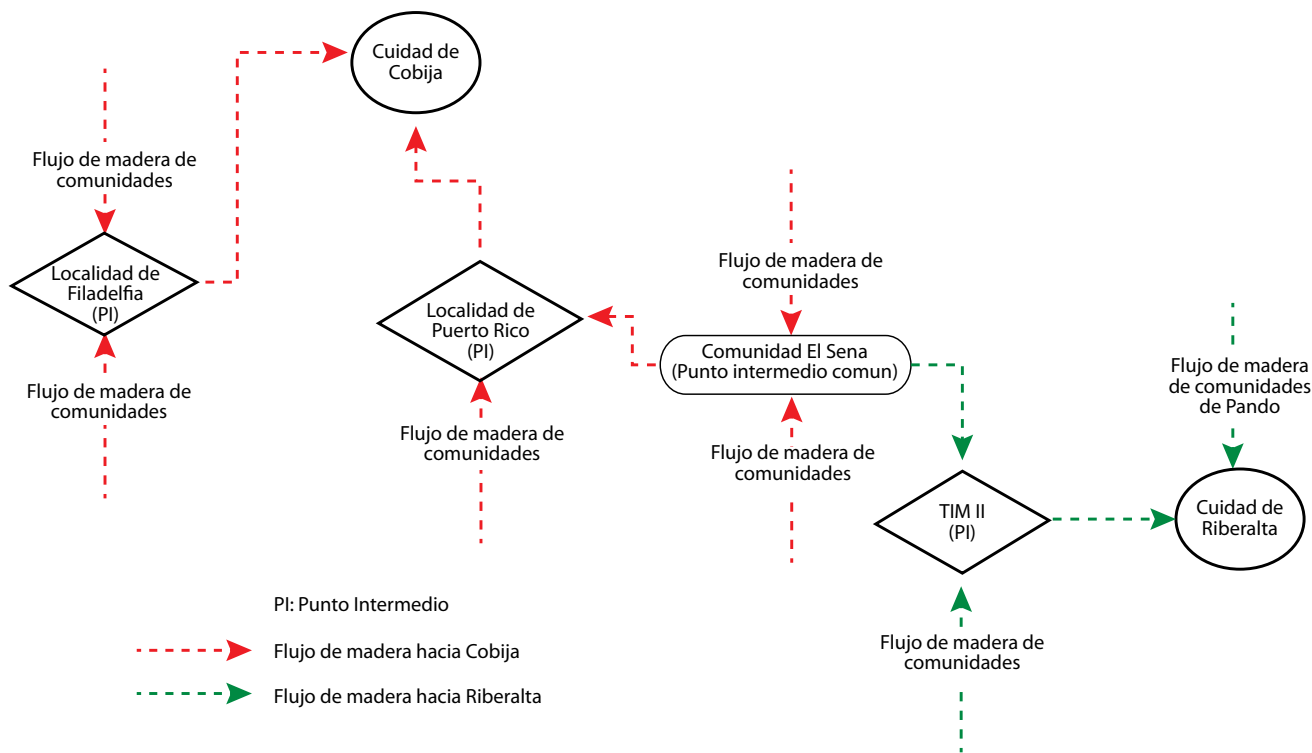 Cuidad de
Cobija
Flujo de madera de
comunidades
Localidad de
Filadelfia
(PI)
Flujo de madera de
comunidades
Localidad de
Puerto Rico
(PI)
Flujo de madera de
comunidades
Flujo de madera de
comunidades
Comunidad El Sena
(Punto intermedio comun)
Flujo de madera de
comunidades
Flujo de madera
de comunidades
de Pando
TIM II
(PI)
Cuidad de
Riberalta
Flujo de madera de
comunidades
PI: Punto Intermedio
Flujo de madera hacia Cobija
Flujo de madera hacia Riberalta